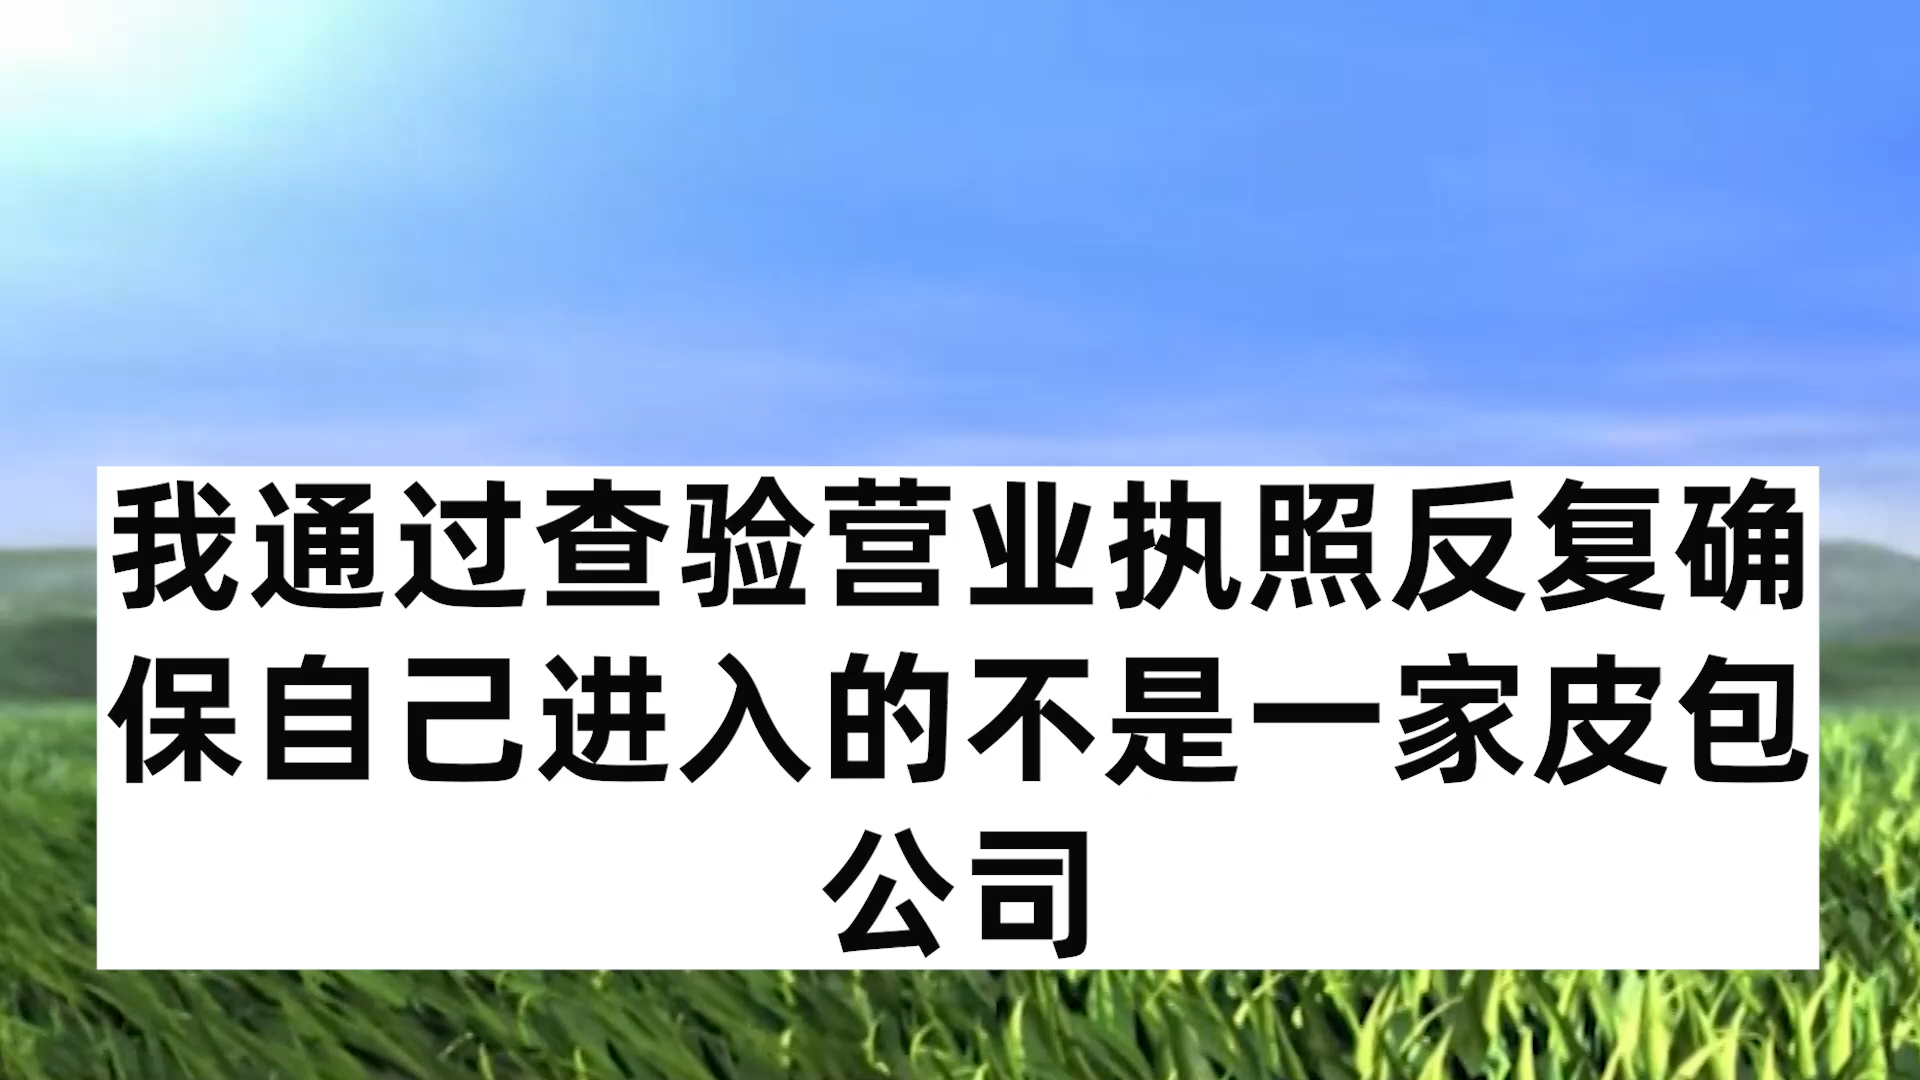 我通过查验营业执照反复确
保自己进入的不是一家皮包
公司